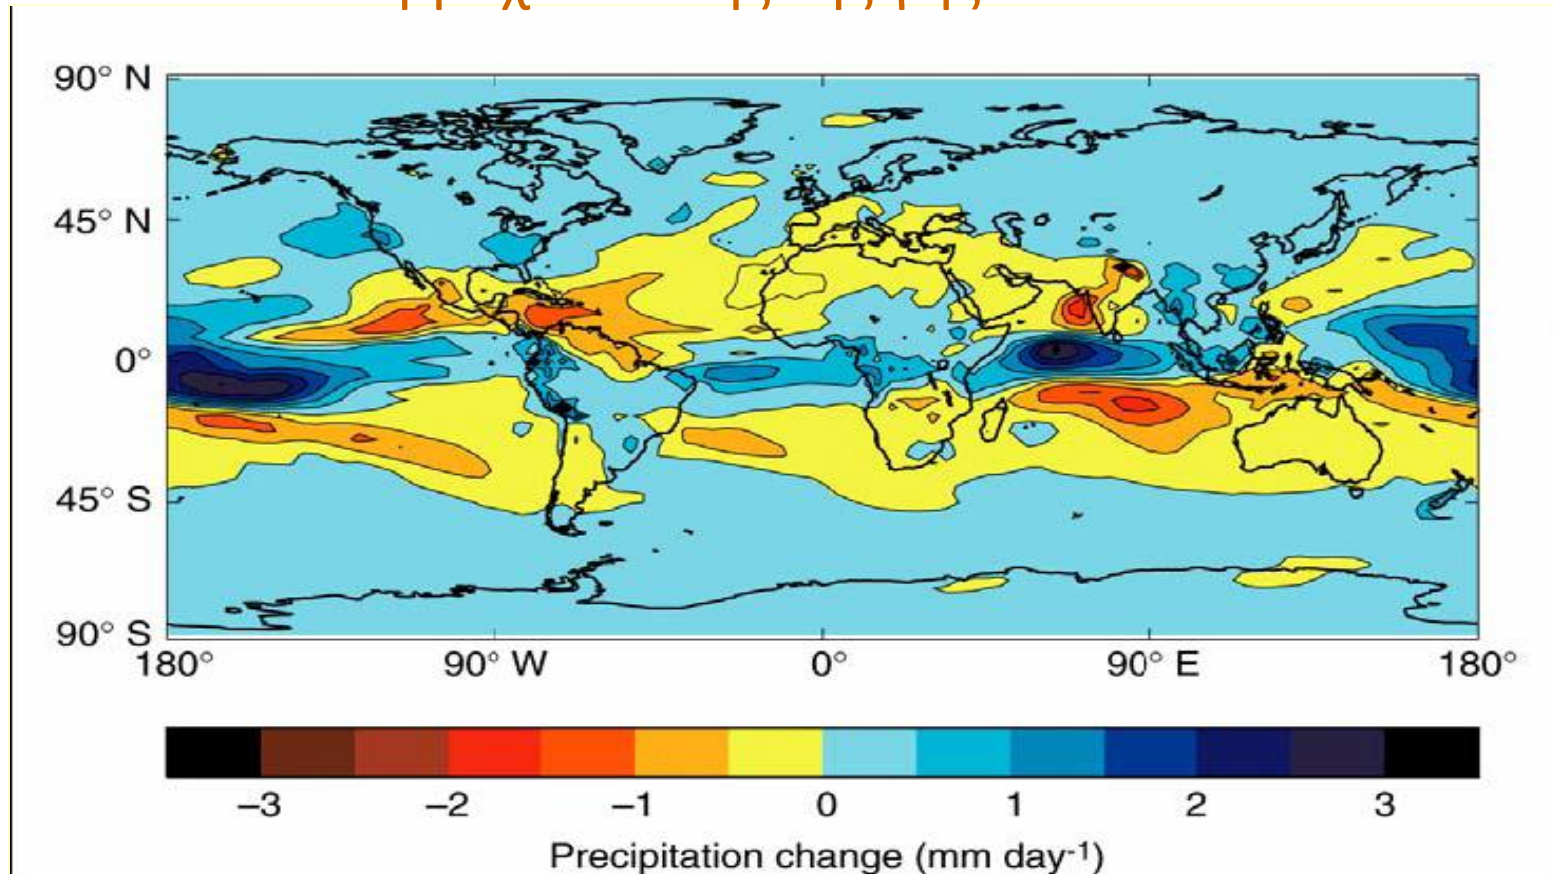 90° N
45° N
0°
45° S
90° S
180° 90° W 0° 90° E 180°
–3 –2 –1 0 1 2 3
Precipitation change (mm day-1)